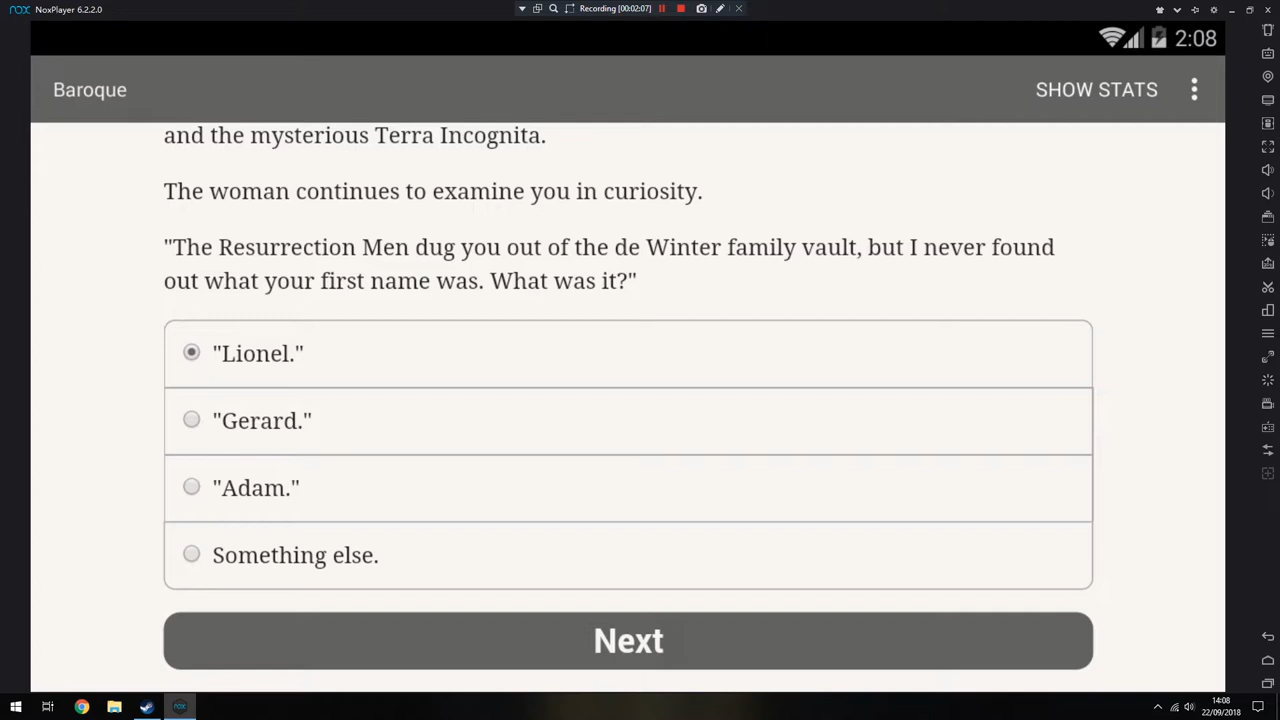 nox NoxPlayer 6.2.2.0
Recording [00:02:07]
2:08
Baroque
SHOW STATS
and the mysterious Terra Incognita.
The woman continues to examine you in curiosity.
"The Resurrection Men dug you out of the de Winter family vault, but I never found
out what your first name was. What was it?"
"Lionel."
"Gerard."
"Adam."
Something else.
Next
nox
14:08
22/09/2018